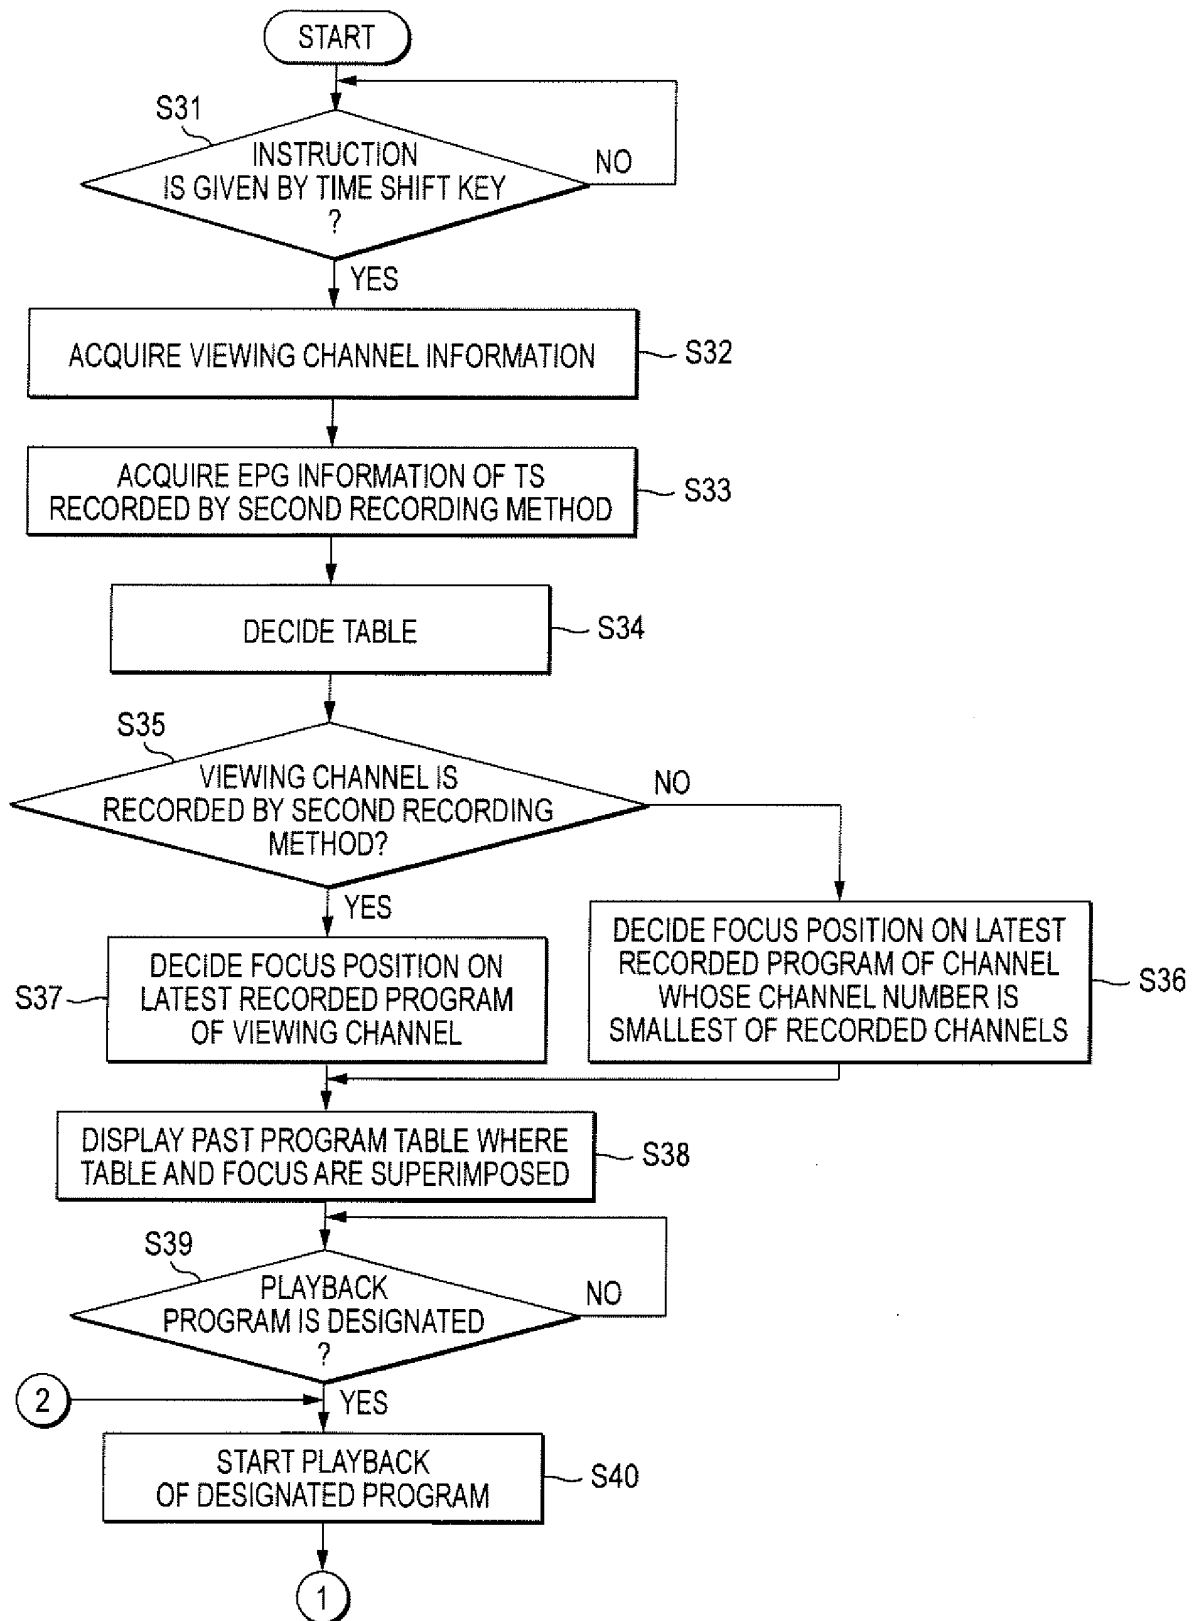 START
S31
INSTRUCTION
IS GIVEN BY TIME SHIFT KEY
?
NO
YES
ACQUIRE VIEWING CHANNEL INFORMATION
S32
ACQUIRE EPG INFORMATION OF TS
RECORDED BY SECOND RECORDING METHOD
S33
DECIDE TABLE
S34
S35
VIEWING CHANNEL IS
RECORDED BY SECOND RECORDING
METHOD?
NO
YES
S37
DECIDE FOCUS POSITION ON
LATEST RECORDED PROGRAM
OF VIEWING CHANNEL
DECIDE FOCUS POSITION ON LATEST
RECORDED PROGRAM OF CHANNEL
WHOSE CHANNEL NUMBER IS
SMALLEST OF RECORDED CHANNELS
S36
DISPLAY PAST PROGRAM TABLE WHERE
TABLE AND FOCUS ARE SUPERIMPOSED
S38
S39
PLAYBACK
PROGRAM IS DESIGNATED
?
NO
2
YES
START PLAYBACK
OF DESIGNATED PROGRAM
S40
1